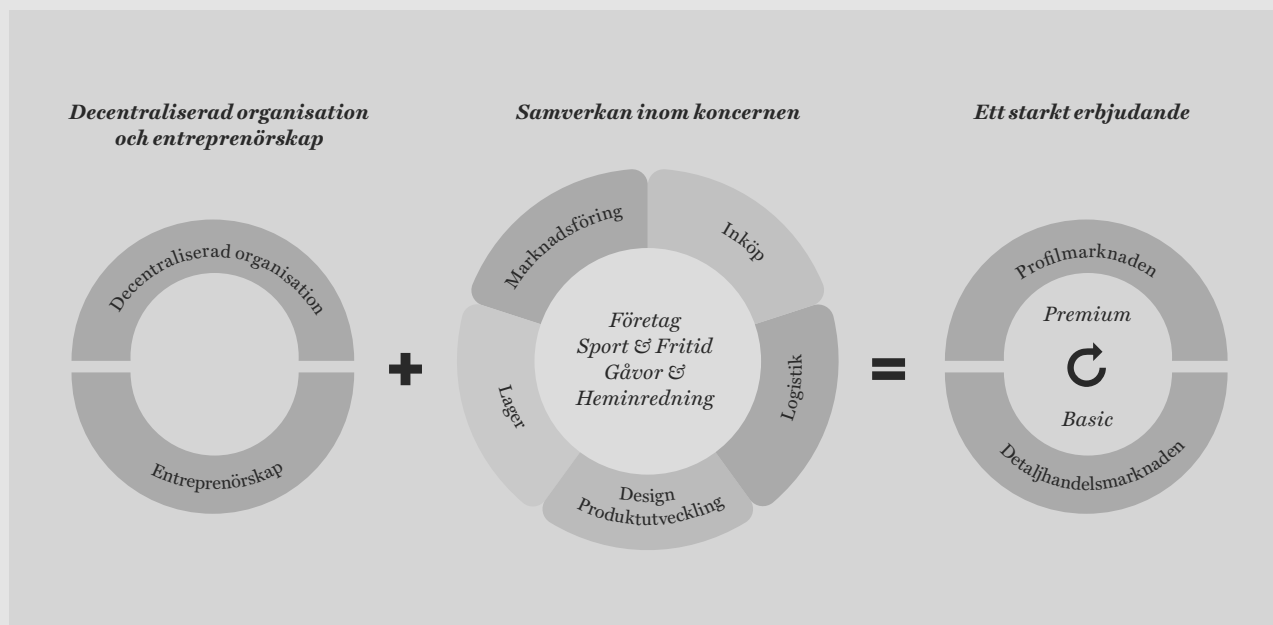 Decentraliserad organisation
och entreprenörskap
Decentraliserad organisation
Entreprenörskap
+
Samverkan inom koncernen
Marknadsföring
Inköp
Logistik
Design
Produktutveckling
Lager
Företag
Sport & Fritid
Gåvor &
Heminredning
=
Ett starkt erbjudande
Profilmarknaden
Premium
Basic
Detaljhandelsmarknaden